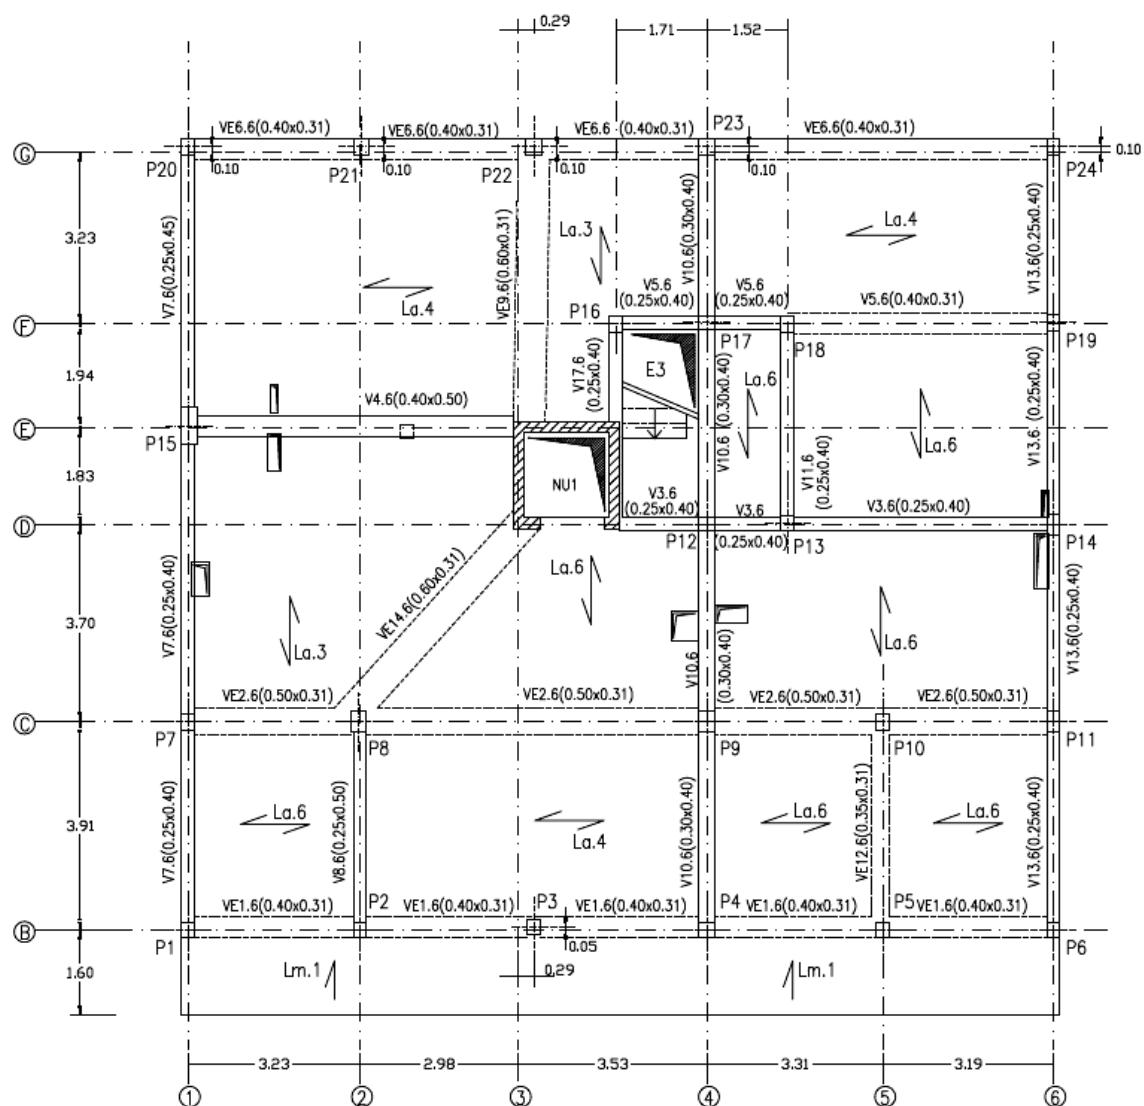 0.29
1.71
1.52
P23
VE6.6(0.40x0.31)
VE6.6(0.40x0.31)
VE6.6 (0.40x0.31)
VE6.6(0.40x0.31)
G
P20
0.10
P21
0.10
P22
0.10
0.10
P24
0.10
3.23
V7.6(0.25x0.45)
La.4
VE9.6(0.60x0.31)
La.3
V10.6(0.30x0.40)
La.4
V13.6(0.25x0.40)
V5.6
(0.25x0.40)
V5.6
(0.25x0.40)
V5.6(0.40x0.31)
P16
F
P17
P18
P19
1.94
V17.6
(0.25x0.40)
E3
V10.6 (0.30x0.40)
La.6
La.6
V13.6 (0.25x0.40)
V4.6(0.40x0.50)
E
P15
1.83
NU1
V11.6
(0.25x0.40)
V3.6
(0.25x0.40)
V3.6
(0.25x0.40)
V3.6(0.25x0.40)
D
P12
P13
P14
3.70
V7.6(0.25x0.40)
La.3
VE14.6(0.60x0.31)
La.6
V10.6
(0.30x0.40)
La.6
V13.6(0.25x0.40)
VE2.6(0.50x0.31)
VE2.6(0.50x0.31)
VE2.6(0.50x0.31)
VE2.6(0.50x0.31)
C
P7
P8
P9
P10
P11
3.91
V7.6(0.25x0.40)
La.6
V8.6(0.25x0.50)
La.4
V10.6(0.30x0.40)
La.6
VE12.6(0.35x0.31)
La.6
V13.6(0.25x0.40)
P2
P3
P4
P5
VE1.6(0.40x0.31)
VE1.6(0.40x0.31)
VE1.6(0.40x0.31)
VE1.6(0.40x0.31)
VE1.6(0.40x0.31)
B
P1
0.05
P6
1.60
Lm.1
0.29
Lm.1
3.23
2.98
3.53
3.31
3.19
1
2
3
4
5
6